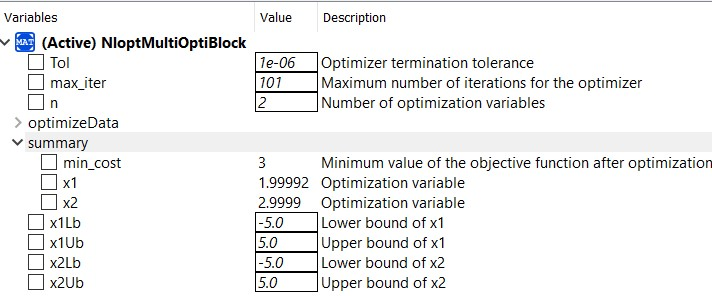 Variables Value Description
MAT (Active) NloptMultiOptiBlock
Tol 1e-06 Optimizer termination tolerance
max_iter 101 Maximum number of iterations for the optimizer
n 2 Number of optimization variables
optimizeData
summary
min_cost 3 Minimum value of the objective function after optimization
x1 1.99992 Optimization variable
x2 2.9999 Optimization variable
x1Lb -5.0 Lower bound of x1
x1Ub 5.0 Upper bound of x1
x2Lb -5.0 Lower bound of x2
x2Ub 5.0 Upper bound of x2